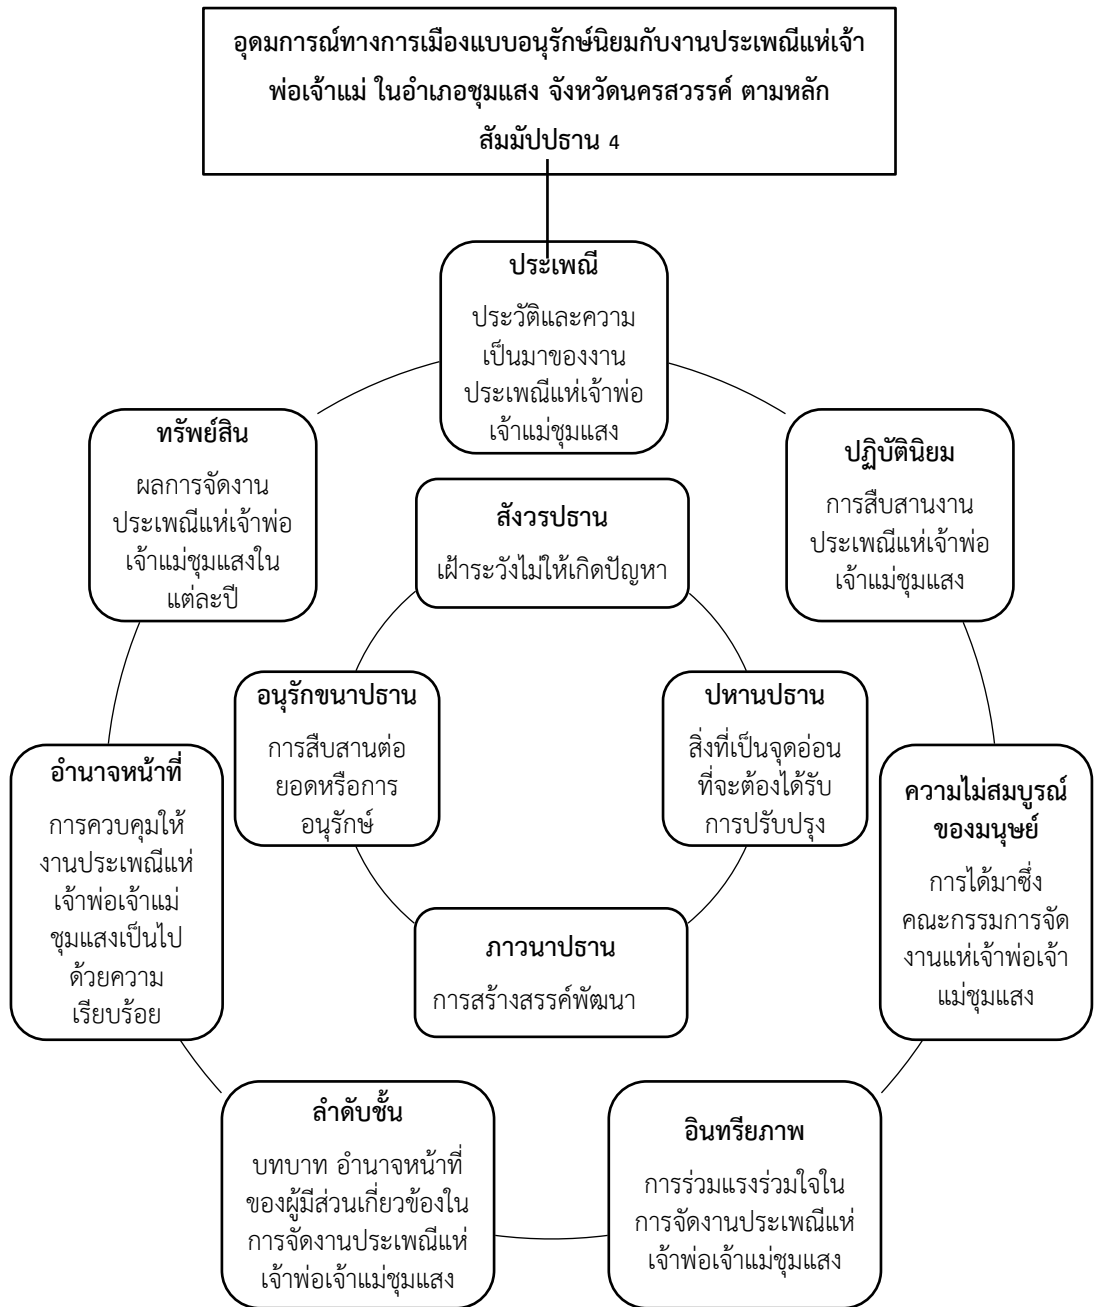 อุดมการณ์ทางการเมืองแบบอนุรักษ์นิยมกับงานประเพณีแห่เจ้า
พ่อเจ้าแม่ ในอำเภอชุมแสง จังหวัดนครสวรรค์ ตามหลัก
สัมมัปปธาน 4
ประเพณี
ประวัติและความ
เป็นมาของงาน
ประเพณีแห่เจ้าพ่อ
เจ้าแม่ชุมแสง
ปฏิบัตินิยม
การสืบสานงาน
ประเพณีแห่เจ้าพ่อ
เจ้าแม่ชุมแสง
ความไม่สมบูรณ์
ของมนุษย์
การได้มาซึ่ง
คณะกรรมการจัด
งานแห่เจ้าพ่อเจ้า
แม่ชุมแสง
อินทรียภาพ
การร่วมแรงร่วมใจใน
การจัดงานประเพณีแห่
เจ้าพ่อเจ้าแม่ชุมแสง
ลำดับชั้น
บทบาท อำนาจหน้าที่
ของผู้มีส่วนเกี่ยวข้องใน
การจัดงานประเพณีแห่
เจ้าพ่อเจ้าแม่ชุมแสง
อำนาจหน้าที่
การควบคุมให้
งานประเพณีแห่
เจ้าพ่อเจ้าแม่
ชุมแสงเป็นไป
ด้วยความ
เรียบร้อย
ทรัพย์สิน
ผลการจัดงาน
ประเพณีแห่เจ้าพ่อ
เจ้าแม่ชุมแสงใน
แต่ละปี
สังวรปธาน
เฝ้าระวังไม่ให้เกิดปัญหา
ปหานปธาน
สิ่งที่เป็นจุดอ่อน
ที่จะต้องได้รับ
การปรับปรุง
ภาวนาปธาน
การสร้างสรรค์พัฒนา
อนุรักขนาปธาน
การสืบสานต่อ
ยอดหรือการ
อนุรักษ์